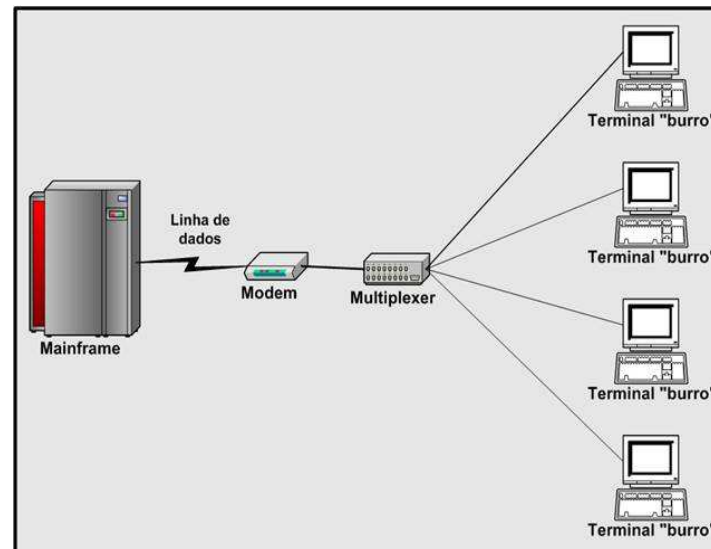 Terminal "burro"
Terminal "burro"
Linha de
dados
Modem
Multiplexer
Mainframe
Terminal "burro"
Terminal "burro"